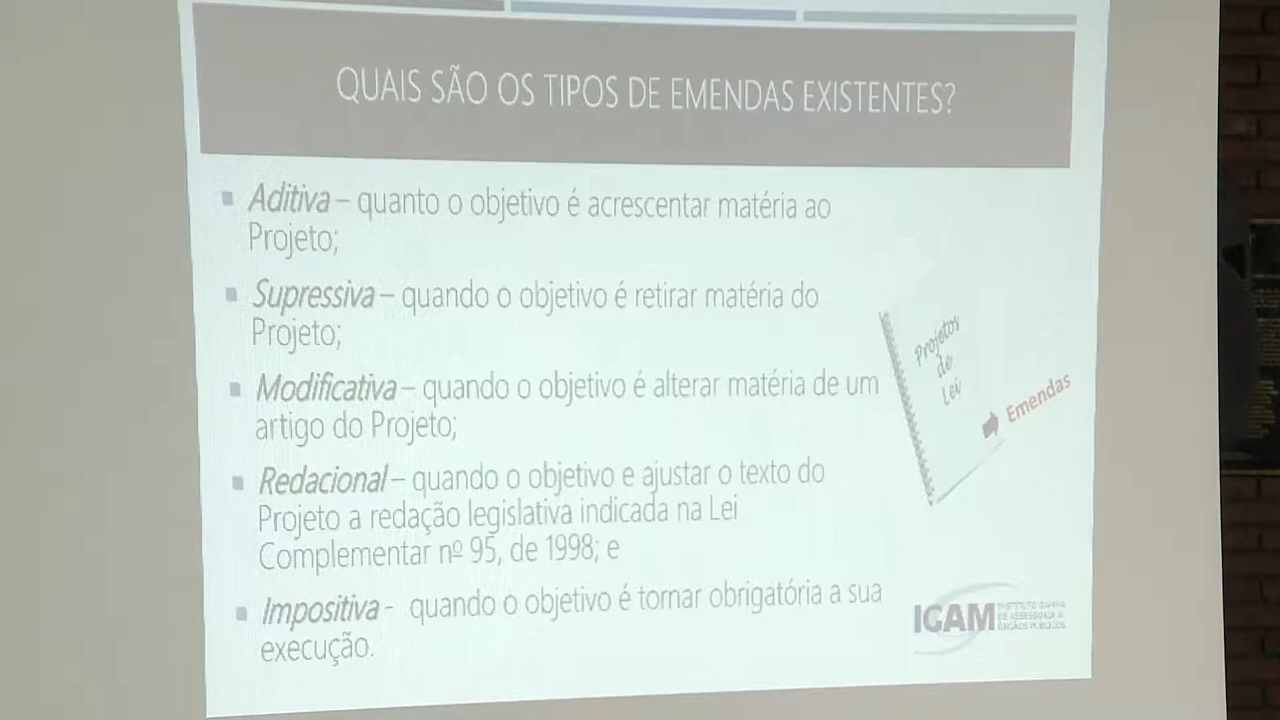 QUAIS SÃO OS TIPOS DE EMENDAS EXISTENTES?
Aditiva – quanto o objetivo é acrescentar matéria ao
Projeto;
Supressiva – quando o objetivo é retirar matéria do
Projeto;
Modificativa – quando o objetivo é alterar matéria de um
artigo do Projeto;
Redacional – quando o objetivo e ajustar o texto do
Projeto a redação legislativa indicada na Lei
Complementar nº 95, de 1998; e
Impositiva - quando o objetivo é tornar obrigatória a sua
execução.
Projetos
de
Lei
Emendas
IGAM
INSTITUTO GAMMA
DE ASSESSORIA A
ÓRGÃOS PÚBLICOS